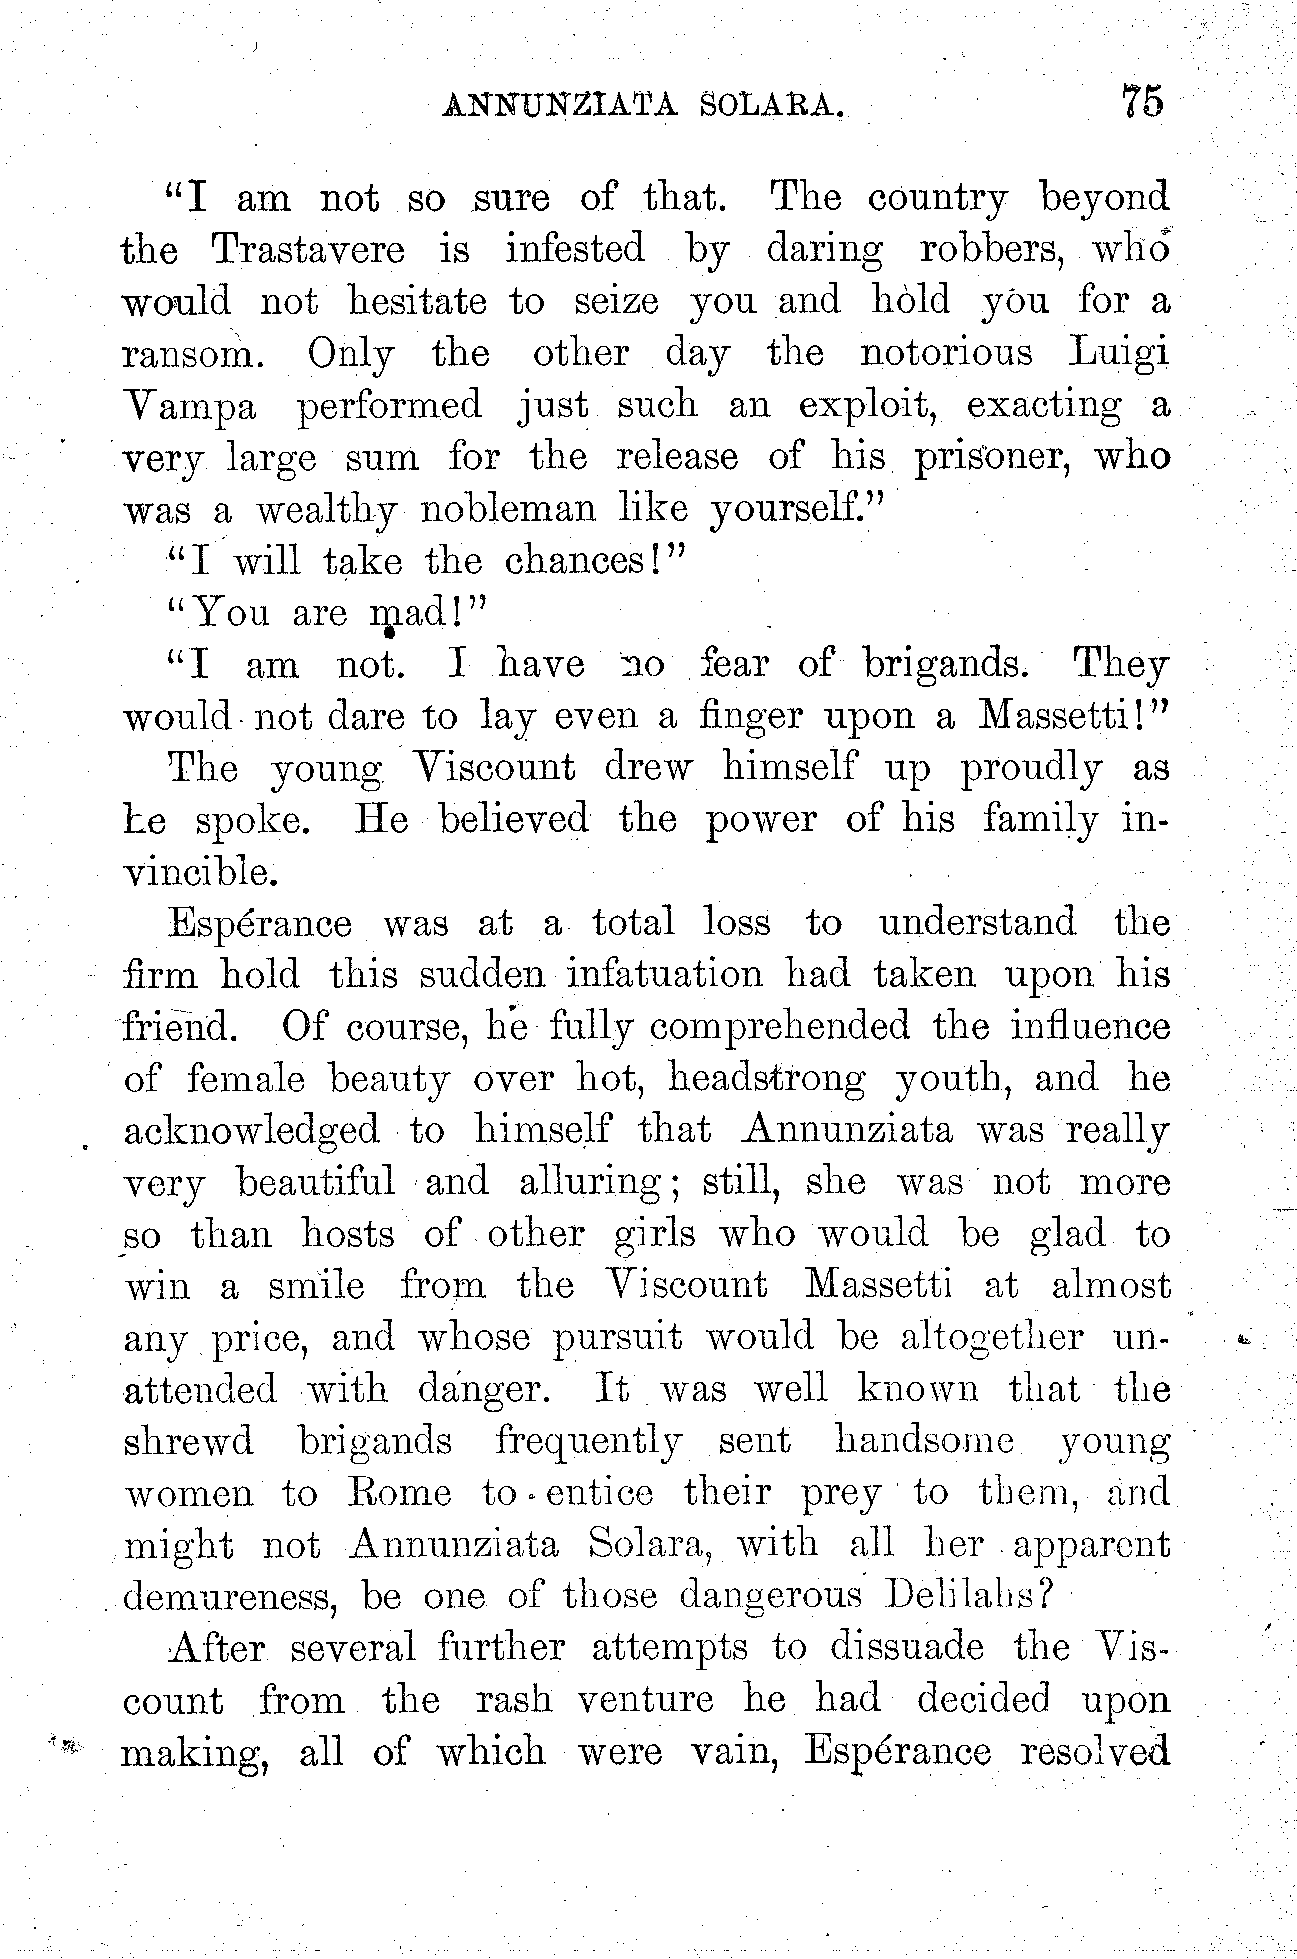 ANNUNZIATA SOLARA. 75
"I am not so sure of that. The country beyond
the Trastavere is infested by daring robbers, who
would not hesitate to seize you and hold you for a
ransom. Only the other day the notorious Luigi
Vampa performed just such an exploit, exacting a
very large sum for the release of his prisoner, who
was a wealthy nobleman like yourself."
"I will take the chances!"
"You are mad!"
"I am not. I have no fear of brigands. They
would not dare to lay even a finger upon a Massetti!"
The young Viscount drew himself up proudly as
he spoke. He believed the power of his family in-
vincible.
Espérance was at a total loss to understand the
firm hold this sudden infatuation had taken upon his
friend. Of course, he fully comprehended the influence
of female beauty over hot, headstrong youth, and he
acknowledged to himself that Annunziata was really
very beautiful and alluring; still, she was not more
so than hosts of other girls who would be glad to
win a smile from the Viscount Massetti at almost
any price, and whose pursuit would be altogether un-
attended with danger. It was well known that the
shrewd brigands frequently sent handsome young
women to Rome to entice their prey to them, and
might not Annunziata Solara, with all her apparent
demureness, be one of those dangerous Delilahs?
After several further attempts to dissuade the Vis-
count from the rash venture he had decided upon
making, all of which were vain, Espérance resolved